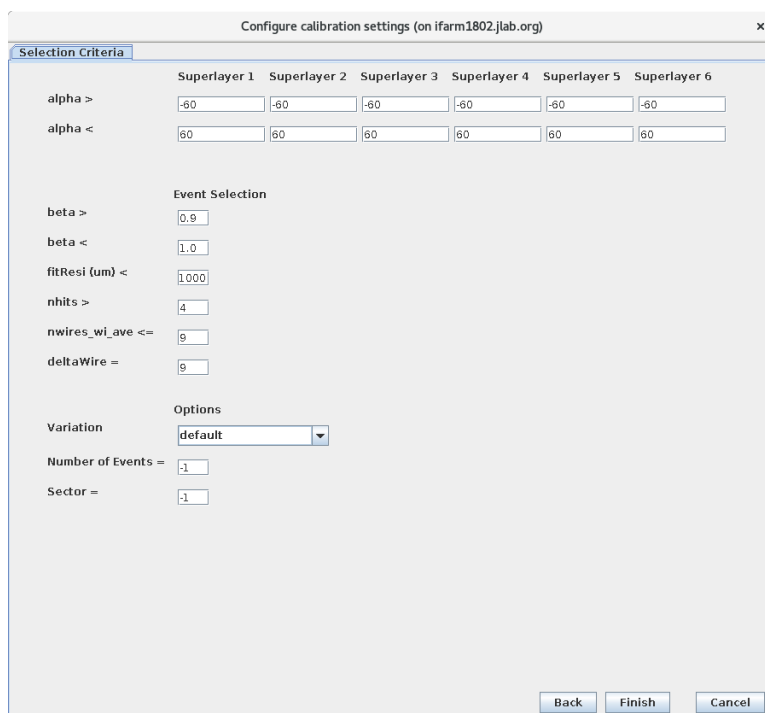 Configure calibration settings (on ifarm1802.jlab.org) ×
Selection Criteria
Superlayer 1 Superlayer 2 Superlayer 3 Superlayer 4 Superlayer 5 Superlayer 6
alpha > -60 -60 -60 -60 -60 -60
alpha < 60 60 60 60 60 60
Event Selection
beta > 0.9
beta < 1.0
fitResi (um) < 1000
nhits > 4
nwires_wi_ave <= 9
deltaWire = 9
Options
Variation default
Number of Events = -1
Sector = -1
Back Finish Cancel